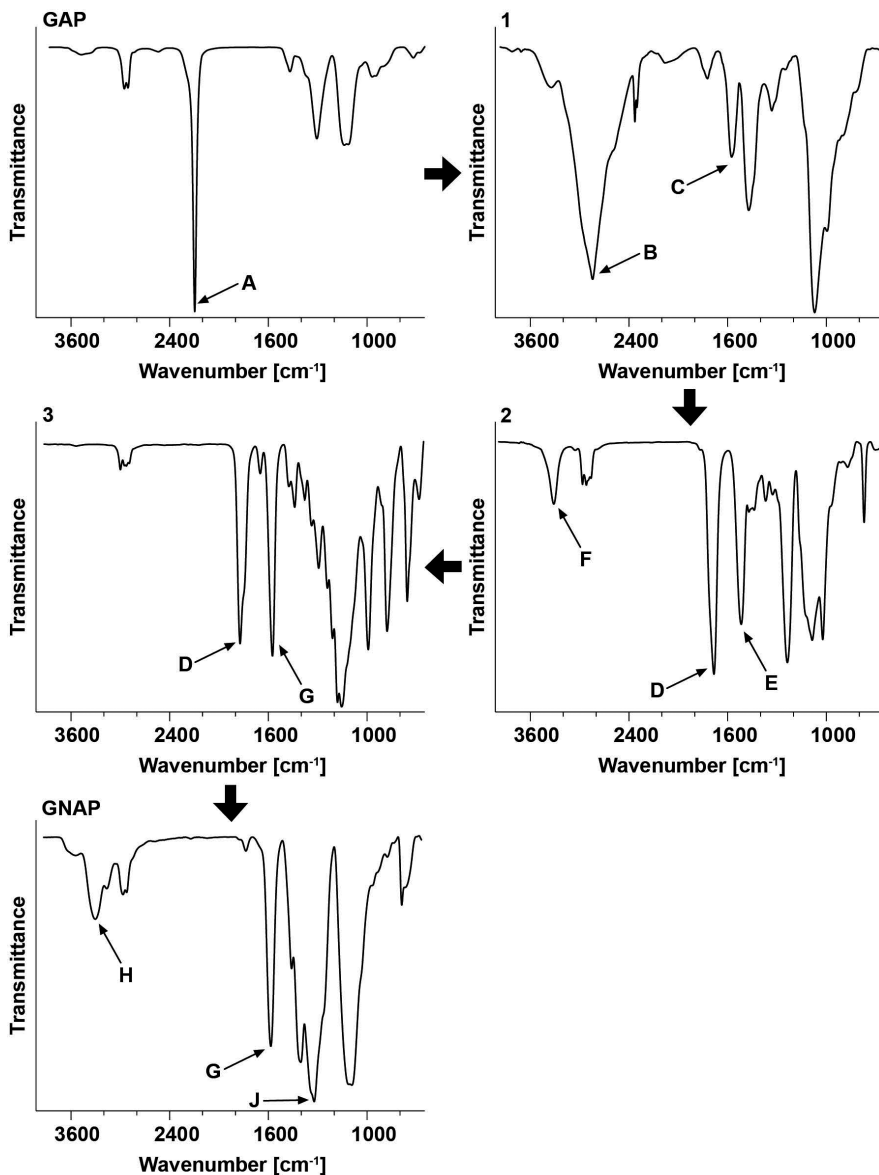 GAP
Transmittance
A
3600 2400 1600 1000
Wavenumber [cm⁻¹]
1
Transmittance
C
B
3600 2400 1600 1000
Wavenumber [cm⁻¹]
3
Transmittance
D
G
3600 2400 1600 1000
Wavenumber [cm⁻¹]
2
Transmittance
F
D
E
3600 2400 1600 1000
Wavenumber [cm⁻¹]
GNAP
Transmittance
H
G
J
3600 2400 1600 1000
Wavenumber [cm⁻¹]